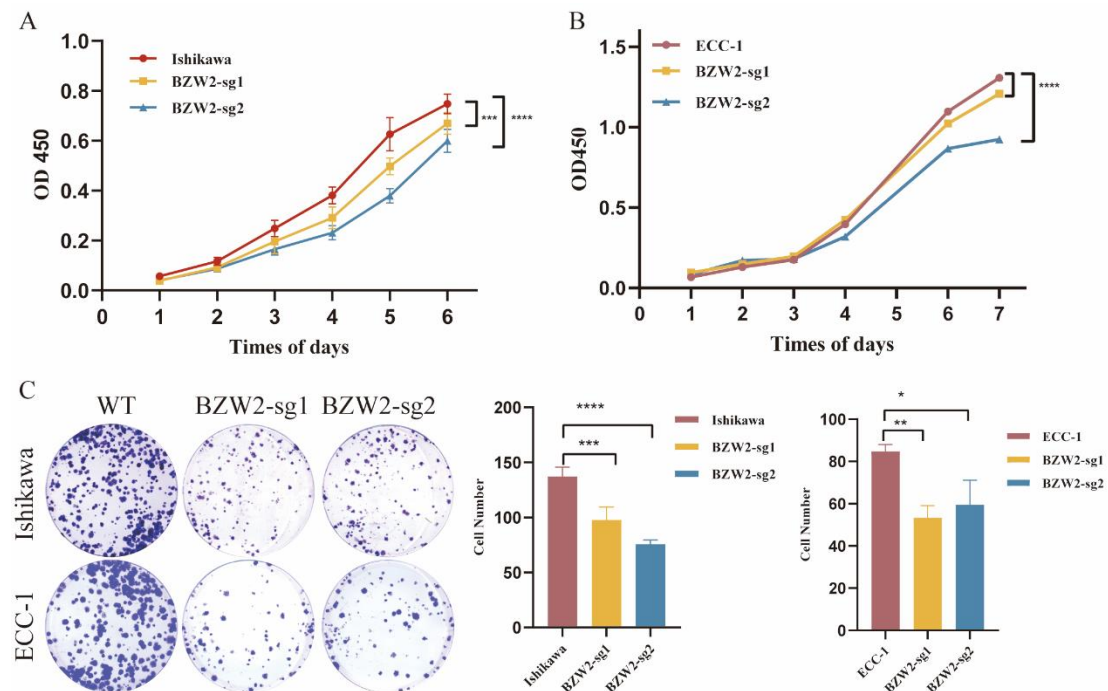 A
1.0
0.8
0.6
0.4
0.2
0.0
OD 450
Ishikawa
BZW2-sg1
BZW2-sg2
***
****
0 1 2 3 4 5 6
Times of days
B
1.5
1.0
0.5
0.0
OD450
ECC-1
BZW2-sg1
BZW2-sg2
****
0 1 2 3 4 5 6 7
Times of days
C
WT BZW2-sg1 BZW2-sg2
Ishikawa
ECC-1
200
150
100
50
0
Cell Number
****
***
Ishikawa
BZW2-sg1
BZW2-sg2
Ishikawa BZW2-sg1 BZW2-sg2
100
80
60
40
20
0
Cell Number
*
**
ECC-1
BZW2-sg1
BZW2-sg2
ECC-1 BZW2-sg1 BZW2-sg2